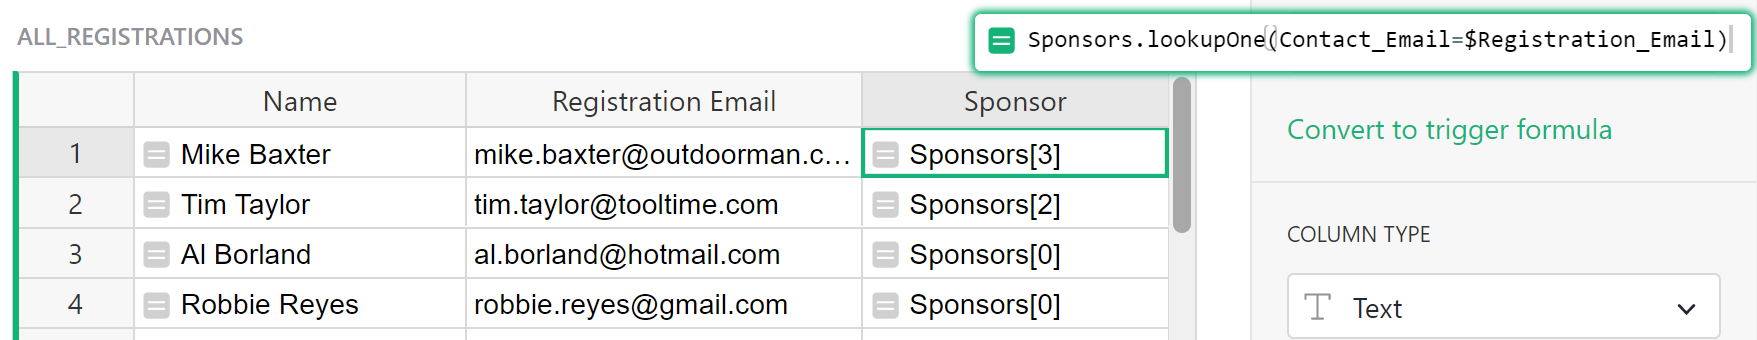 ALL_REGISTRATIONS
Sponsors.lookupOne(Contact_Email=$Registration_Email)
Name Registration Email Sponsor
1 Mike Baxter mike.baxter@outdoorman.c... Sponsors[3]
2 Tim Taylor tim.taylor@tooltime.com Sponsors[2]
3 Al Borland al.borland@hotmail.com Sponsors[0]
4 Robbie Reyes robbie.reyes@gmail.com Sponsors[0]
Convert to trigger formula
COLUMN TYPE
Text